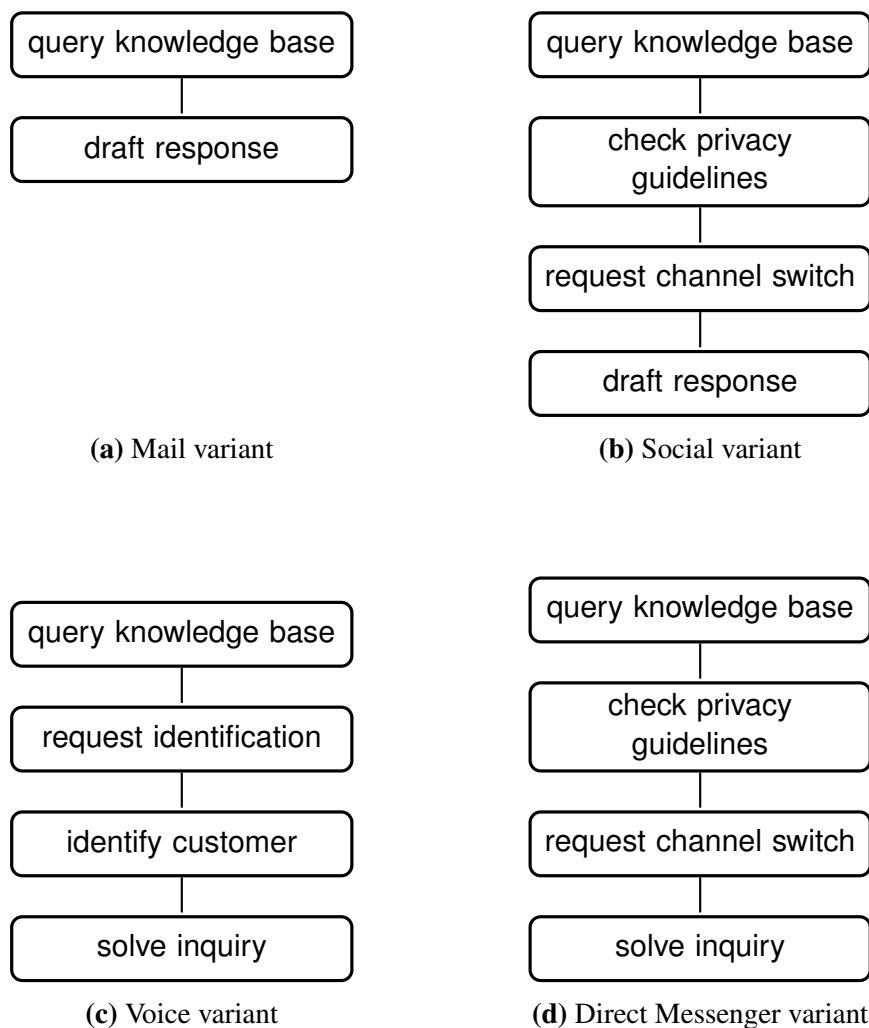 query knowledge base
draft response
(a) Mail variant
query knowledge base
check privacy
guidelines
request channel switch
draft response
(b) Social variant
query knowledge base
request identification
identify customer
solve inquiry
(c) Voice variant
query knowledge base
check privacy
guidelines
request channel switch
solve inquiry
(d) Direct Messenger variant